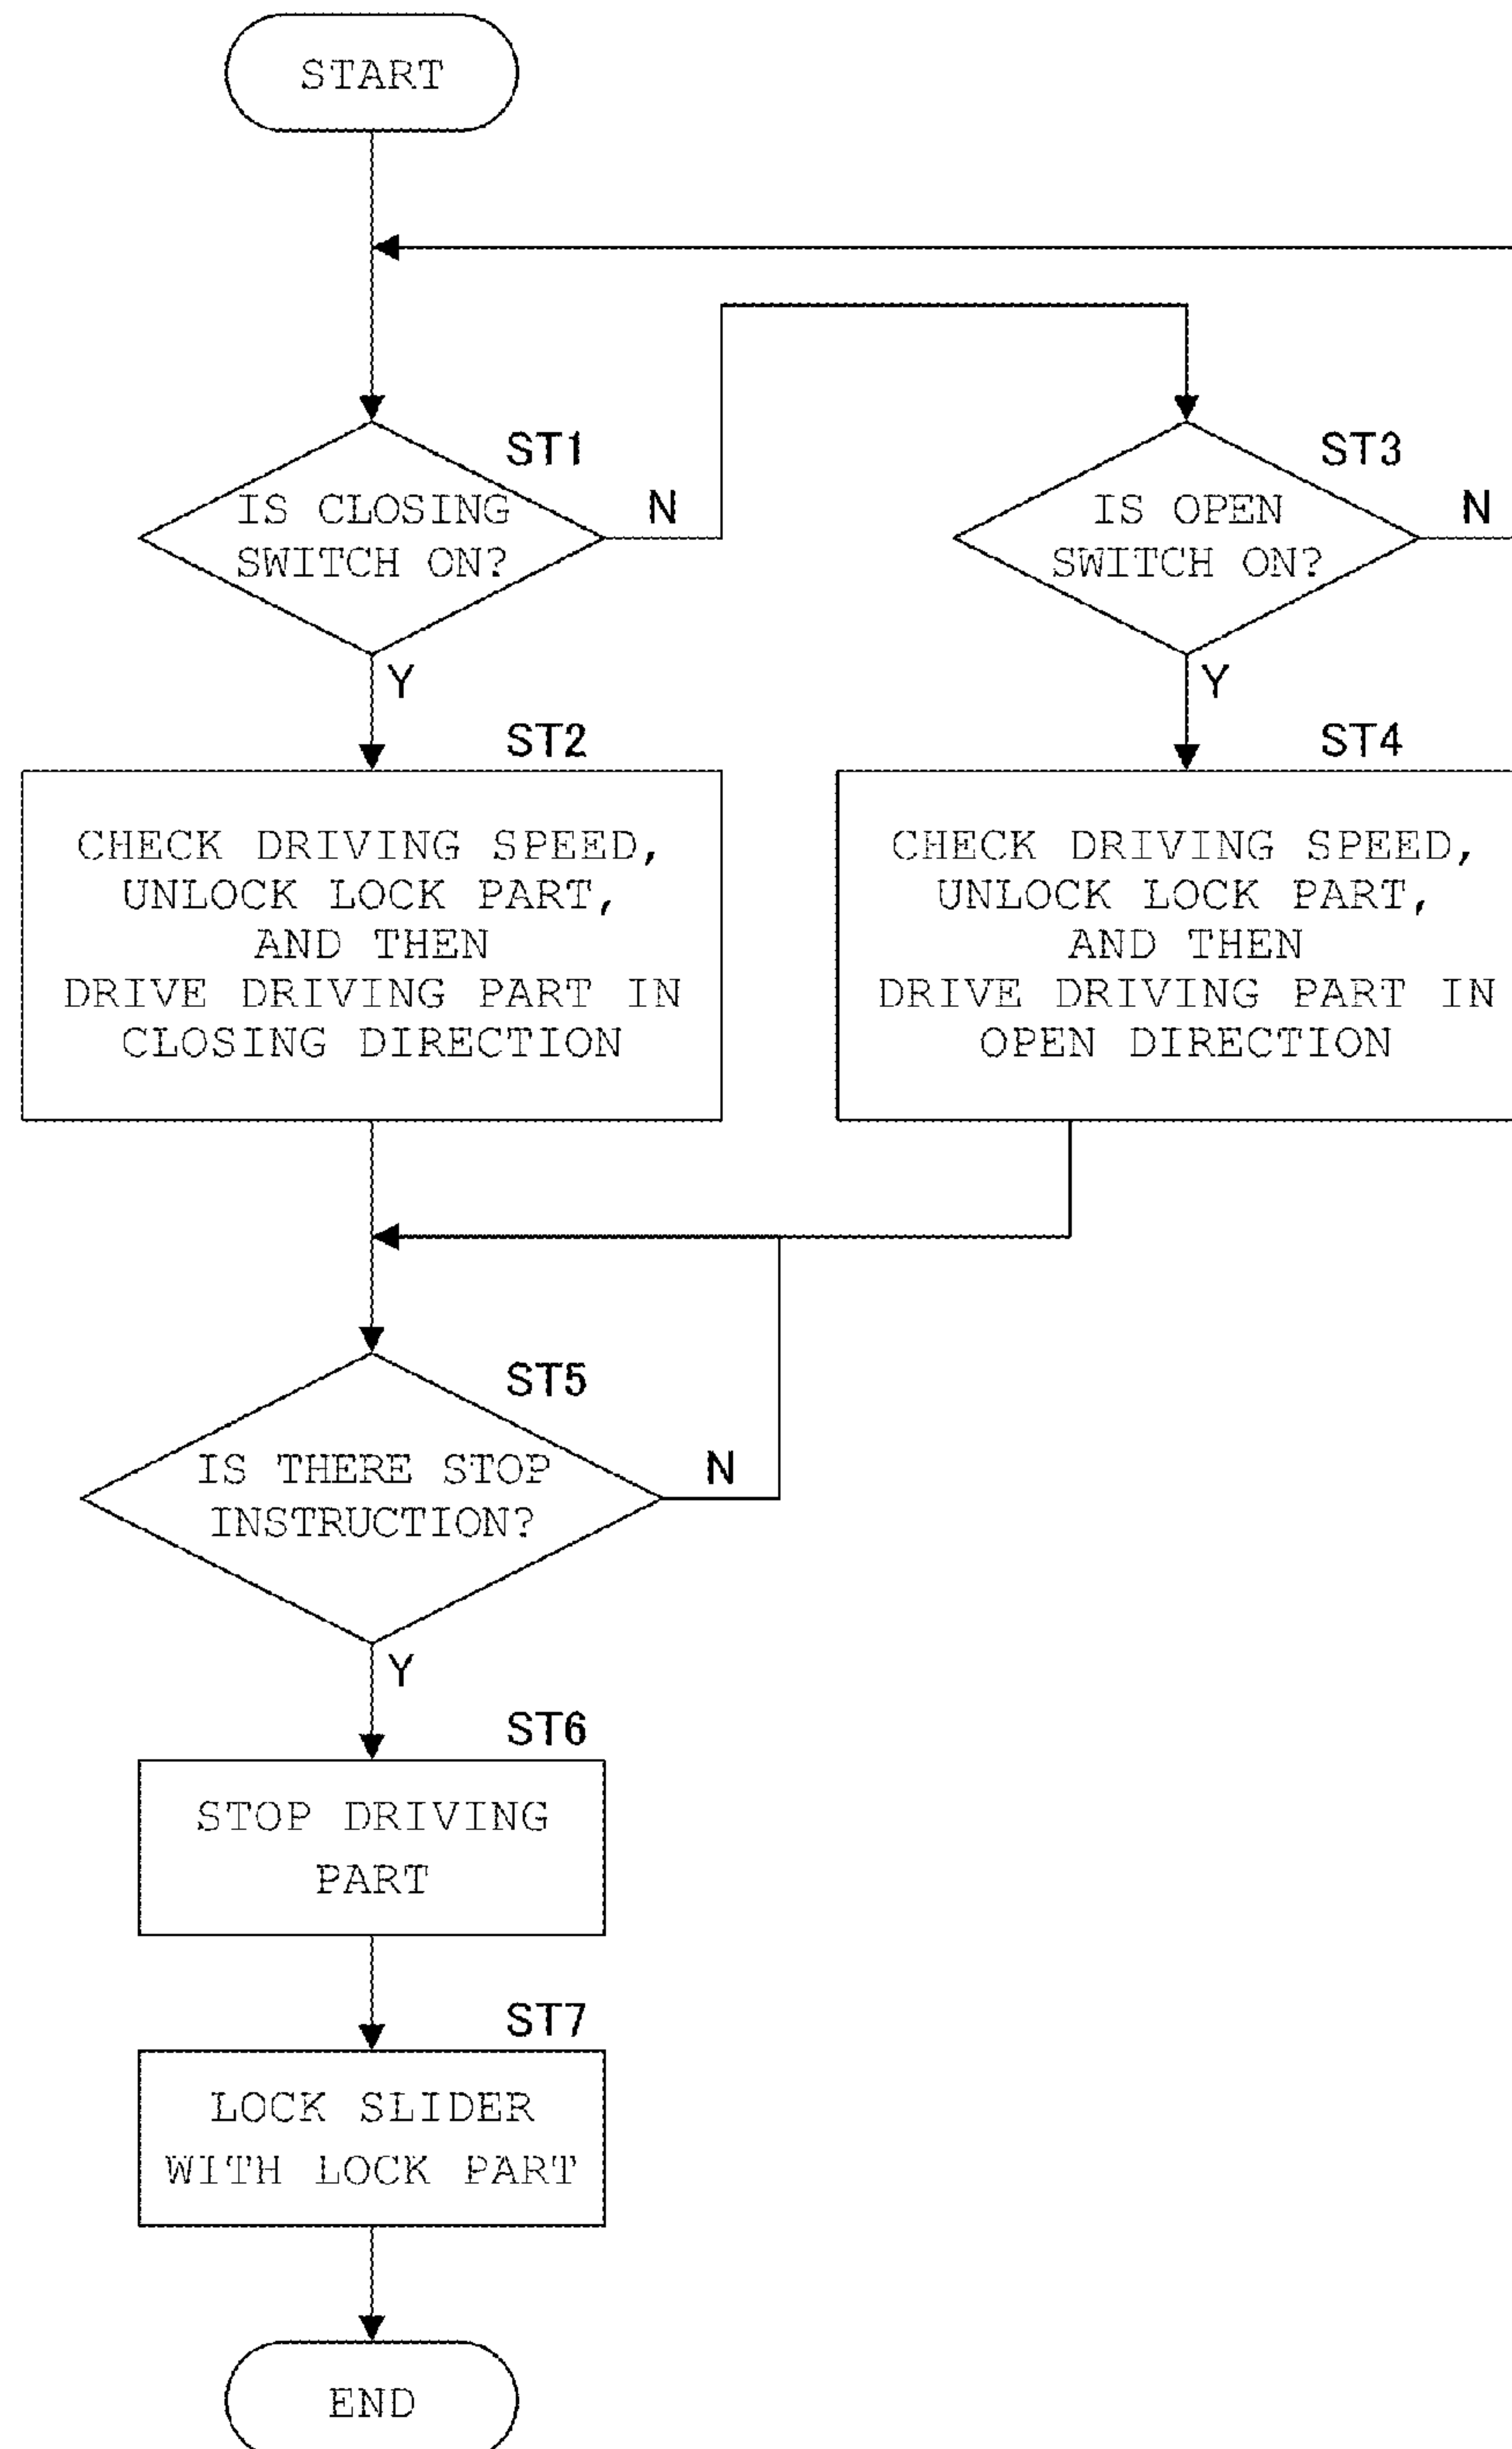 START
ST1
IS CLOSING
SWITCH ON?
N
Y
ST3
IS OPEN
SWITCH ON?
N
Y
ST2
CHECK DRIVING SPEED,
UNLOCK LOCK PART,
AND THEN
DRIVE DRIVING PART IN
CLOSING DIRECTION
ST4
CHECK DRIVING SPEED,
UNLOCK LOCK PART,
AND THEN
DRIVE DRIVING PART IN
OPEN DIRECTION
ST5
IS THERE STOP
INSTRUCTION?
N
Y
ST6
STOP DRIVING
PART
ST7
LOCK SLIDER
WITH LOCK PART
END